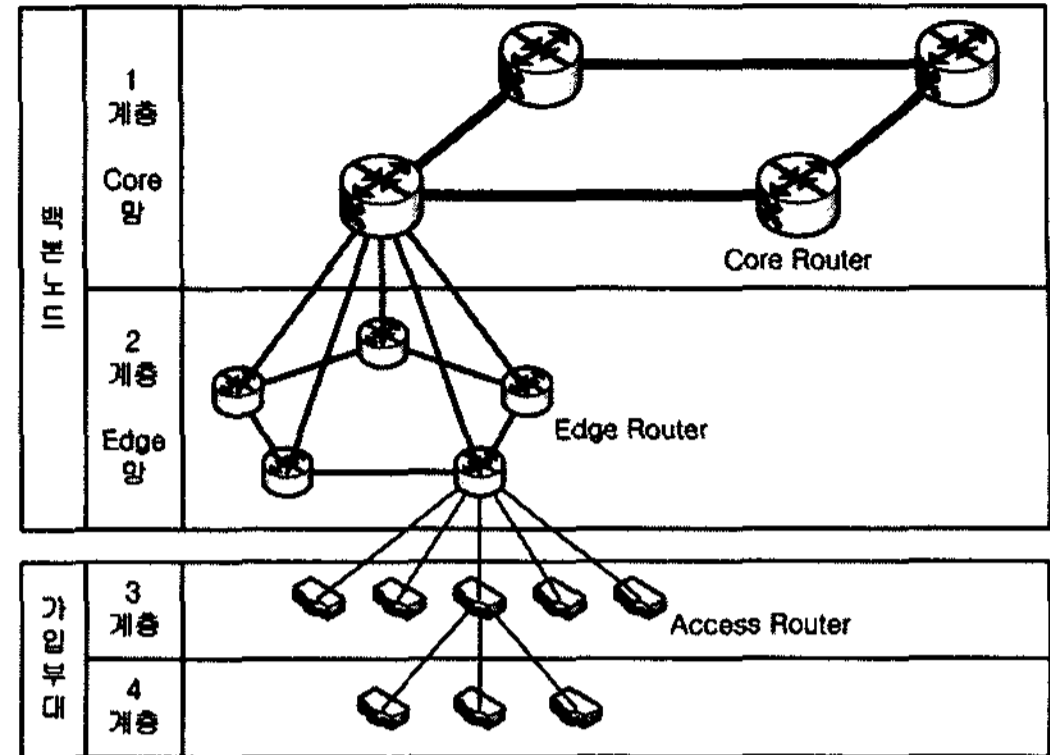 백본노드
1
계층
Core
망
Core Router
2
계층
Edge
망
Edge Router
가입부대
3
계층
Access Router
4
계층